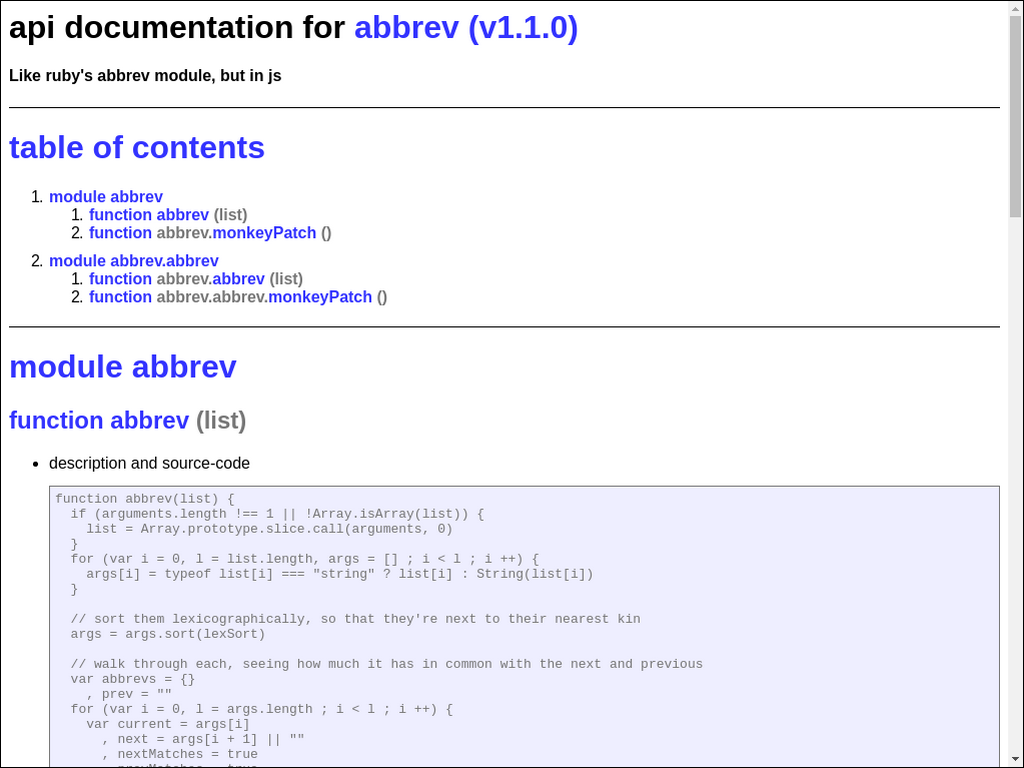 api documentation for abbrev (v1.1.0)
Like ruby's abbrev module, but in js
table of contents
1. module abbrev
1. function abbrev (list)
2. function abbrev.monkeyPatch ()
2. module abbrev.abbrev
1. function abbrev.abbrev (list)
2. function abbrev.abbrev.monkeyPatch ()
module abbrev
function abbrev (list)
• description and source-code
function abbrev(list) {
  if (arguments.length !== 1 || !Array.isArray(list)) {
    list = Array.prototype.slice.call(arguments, 0)
  }
  for (var i = 0, l = list.length, args = [] ; i < l ; i ++) {
    args[i] = typeof list[i] === "string" ? list[i] : String(list[i])
  }
  // sort them lexicographically, so that they're next to their nearest kin
  args = args.sort(lexSort)
  // walk through each, seeing how much it has in common with the next and previous
  var abbrevs = {}
    , prev = ""
  for (var i = 0, l = args.length ; i < l ; i ++) {
    var current = args[i]
      , next = args[i + 1] || ""
      , nextMatches = true